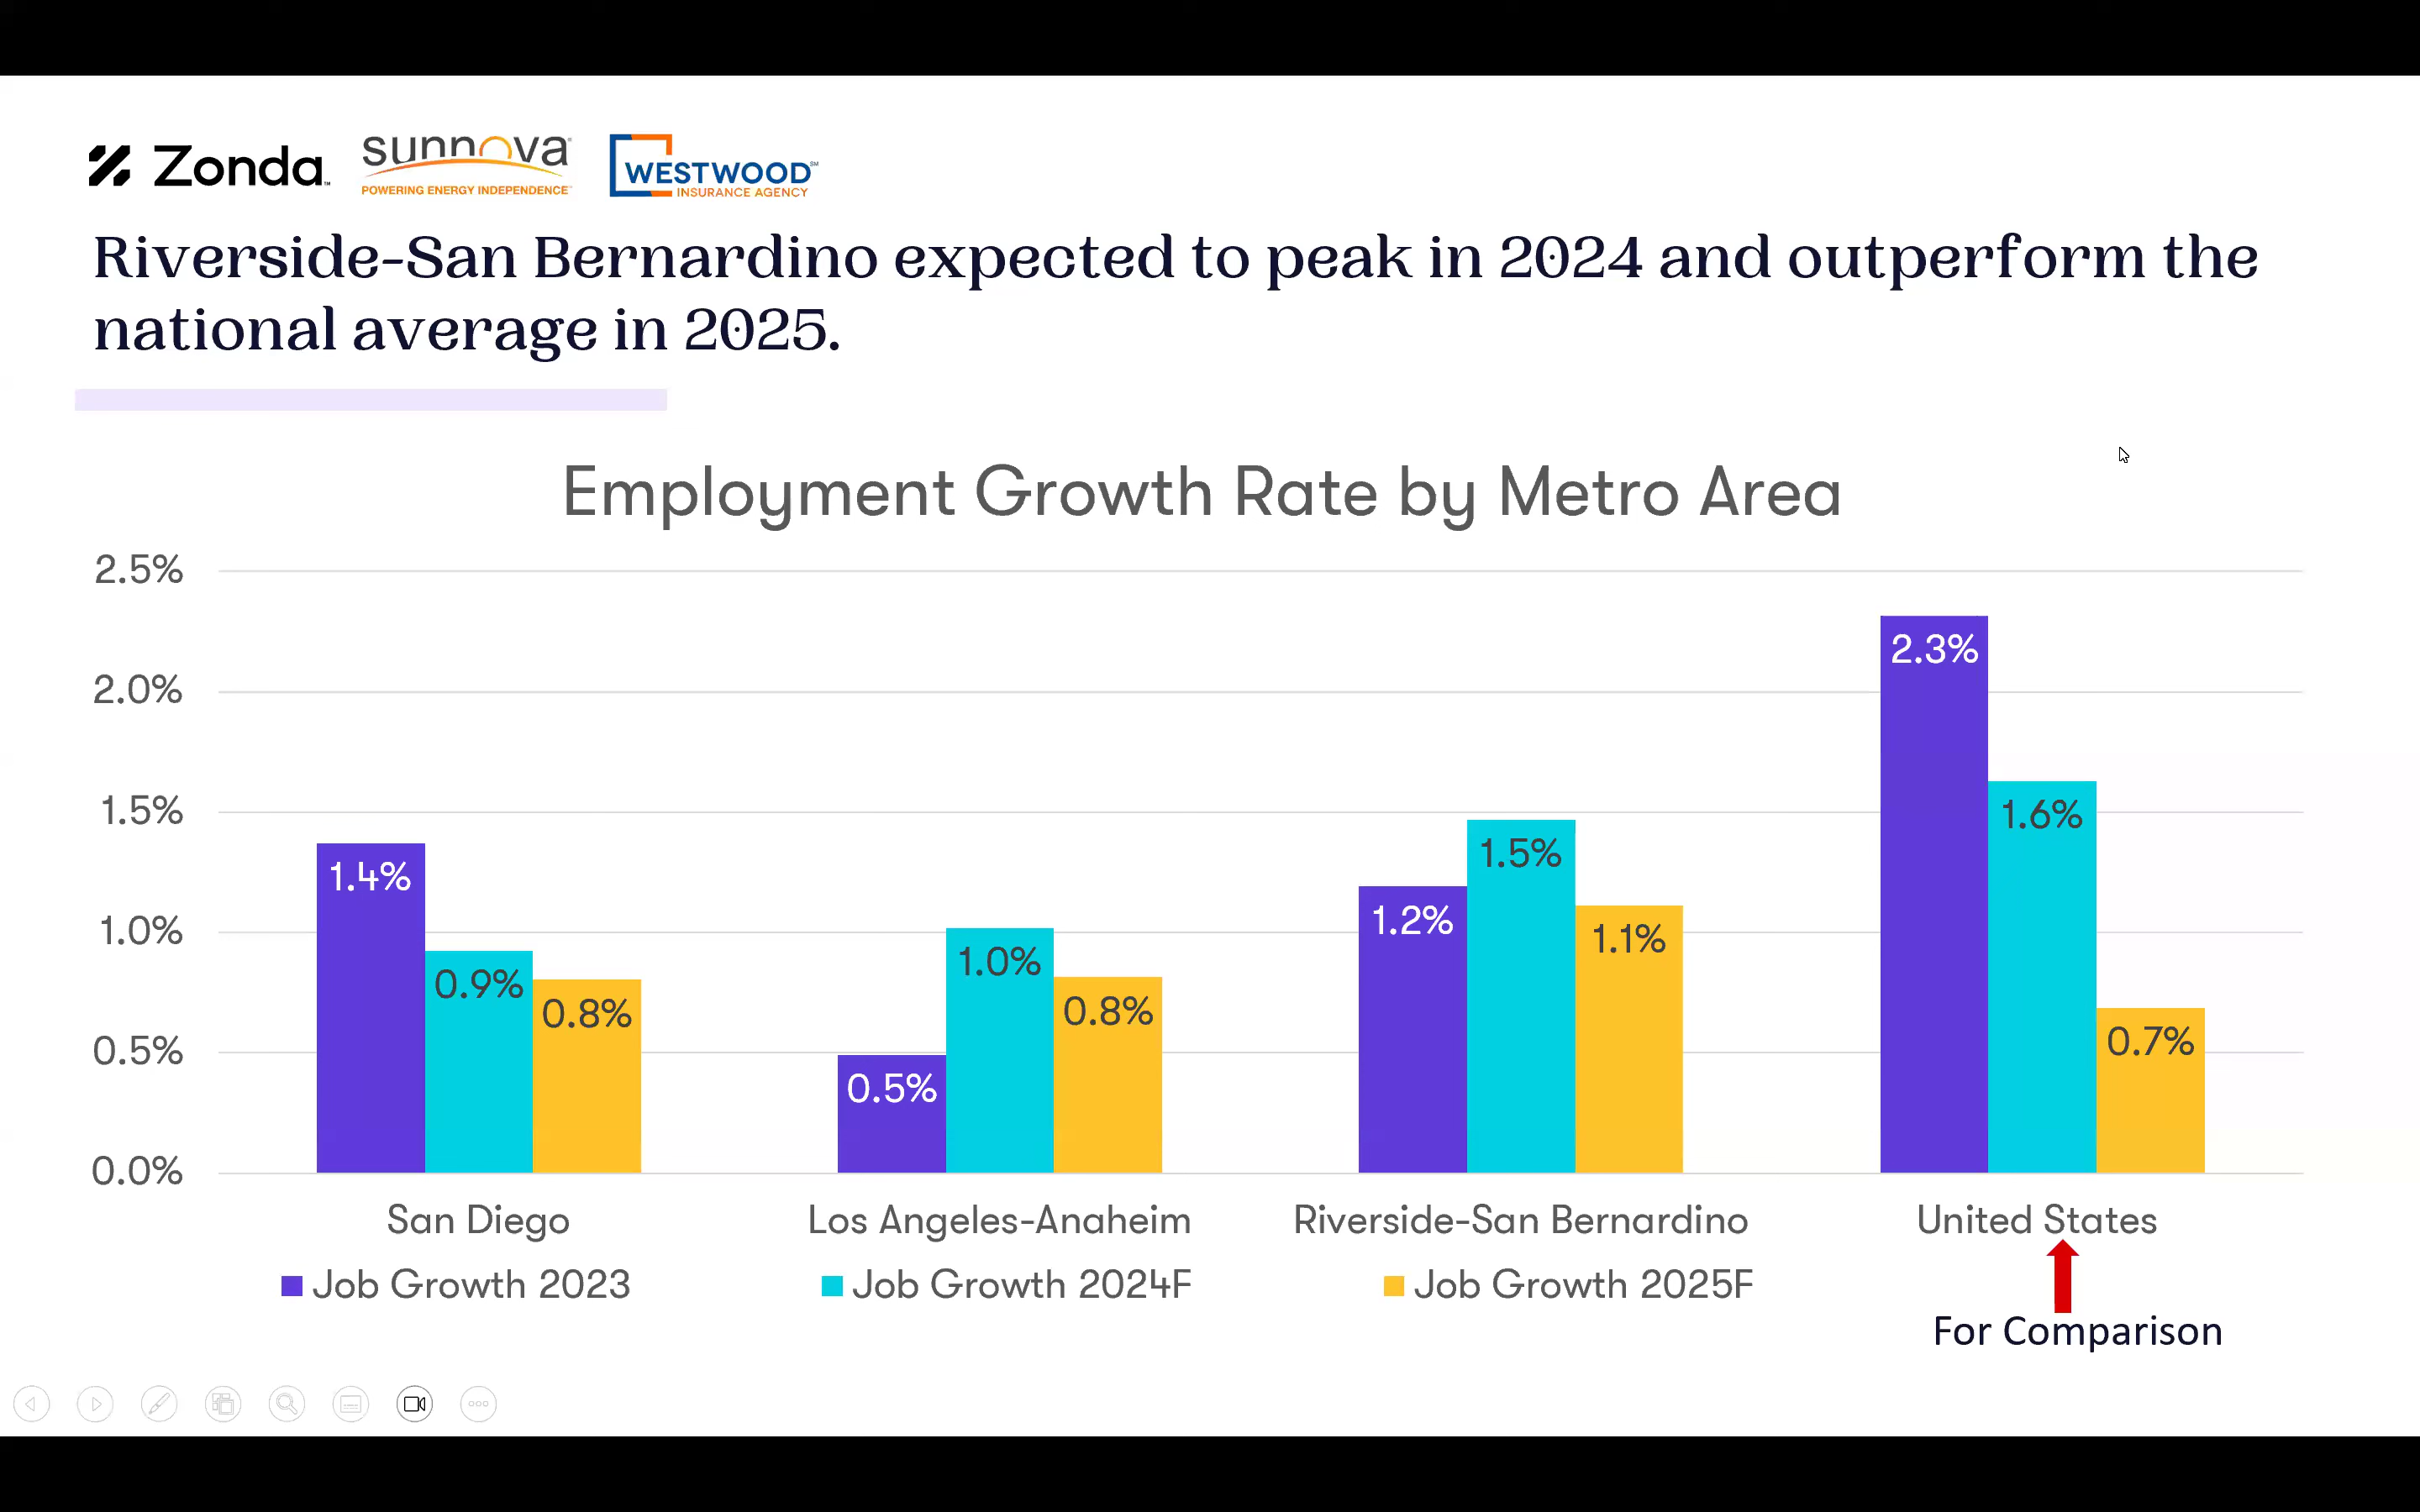 Zonda™
sunnova
POWERING ENERGY INDEPENDENCE
WESTWOOD SM
INSURANCE AGENCY
Riverside-San Bernardino expected to peak in 2024 and outperform the
national average in 2025.
Employment Growth Rate by Metro Area
2.5%
2.0%
1.5%
1.0%
0.5%
0.0%
1.4%
0.9%
0.8%
0.5%
1.0%
0.8%
1.2%
1.5%
1.1%
2.3%
1.6%
0.7%
San Diego
Los Angeles-Anaheim
Riverside-San Bernardino
United States
Job Growth 2023
Job Growth 2024F
Job Growth 2025F
For Comparison